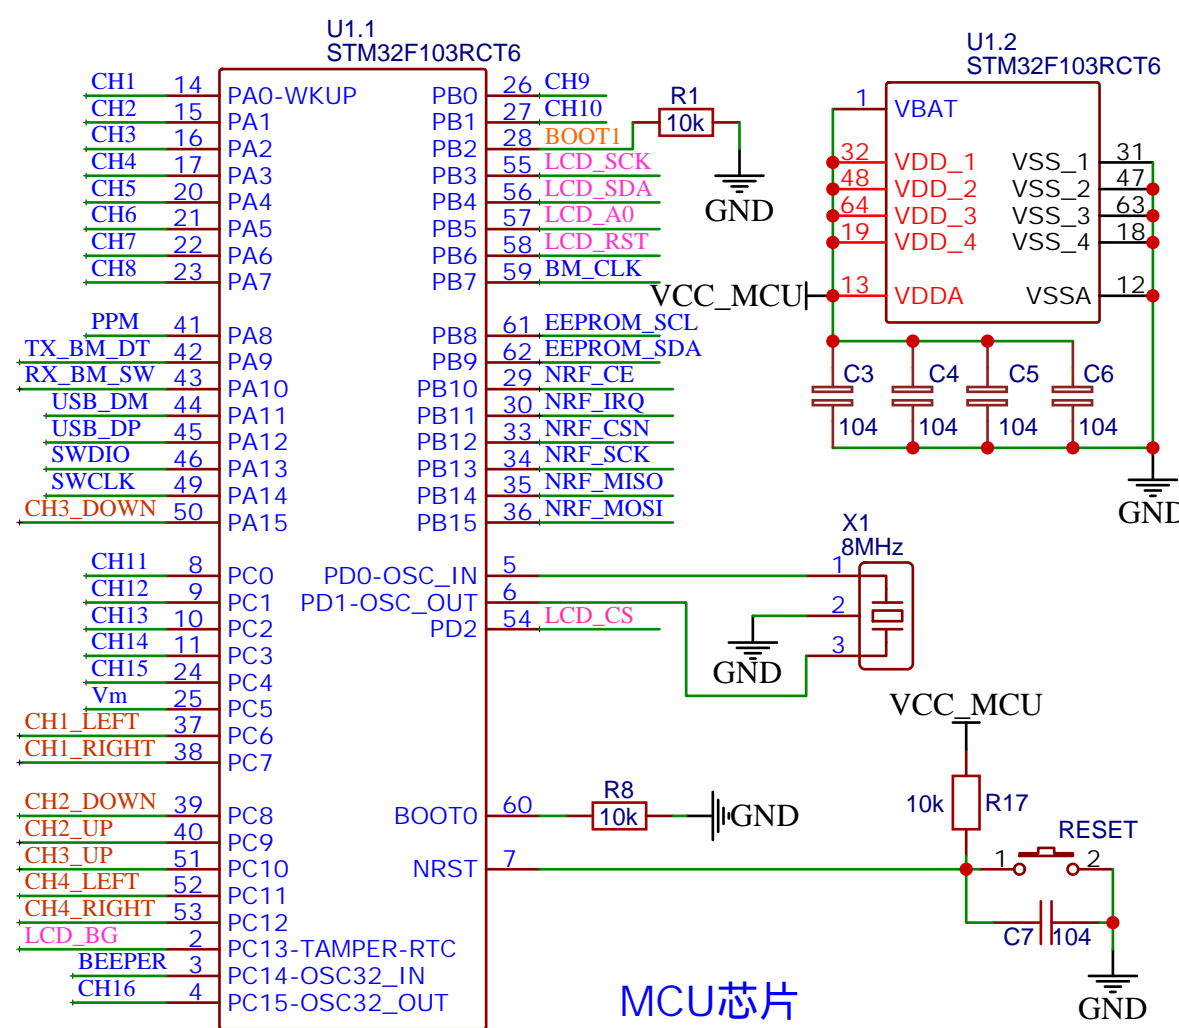 U1.1
STM32F103RCT6
CH1 14 PA0-WKUP PB0 26 CH9
CH2 15 PA1 PB1 27 CH10
CH3 16 PA2 PB2 28 BOOT1
CH4 17 PA3 PB3 55 LCD_SCK
CH5 20 PA4 PB4 56 LCD_SDA
CH6 21 PA5 PB5 57 LCD_A0
CH7 22 PA6 PB6 58 LCD_RST
CH8 23 PA7 PB7 59 BM_CLK
PPM 41 PA8 PB8 61 EEPROM_SCL
TX_BM_DT 42 PA9 PB9 62 EEPROM_SDA
RX_BM_SW 43 PA10 PB10 29 NRF_CE
USB_DM 44 PA11 PB11 30 NRF_IRQ
USB_DP 45 PA12 PB12 33 NRF_CSN
SWDIO 46 PA13 PB13 34 NRF_SCK
SWCLK 49 PA14 PB14 35 NRF_MISO
CH3_DOWN 50 PA15 PB15 36 NRF_MOSI
CH11 8 PC0 PD0-OSC_IN 5
CH12 9 PC1 PD1-OSC_OUT 6
CH13 10 PC2 PD2 54 LCD_CS
CH14 11 PC3
CH15 24 PC4
Vm 25 PC5
CH1_LEFT 37 PC6
CH1_RIGHT 38 PC7
CH2_DOWN 39 PC8 BOOT0 60
CH2_UP 40 PC9
CH3_UP 51 PC10 NRST 7
CH4_LEFT 52 PC11
CH4_RIGHT 53 PC12
LCD_BG 2 PC13-TAMPER-RTC
BEEPER 3 PC14-OSC32_IN
CH16 4 PC15-OSC32_OUT
R1
10k
GND
U1.2
STM32F103RCT6
1 VBAT
32 VDD_1 VSS_1 31
48 VDD_2 VSS_2 47
64 VDD_3 VSS_3 63
19 VDD_4 VSS_4 18
VCC_MCU 13 VDDA VSSA 12
C3 C4 C5 C6
104 104 104 104
GND
X1
8MHz
1
2
3
GND
R8
10k
GND
VCC_MCU
10k R17
RESET
1 2
C7 104
GND
MCU芯片